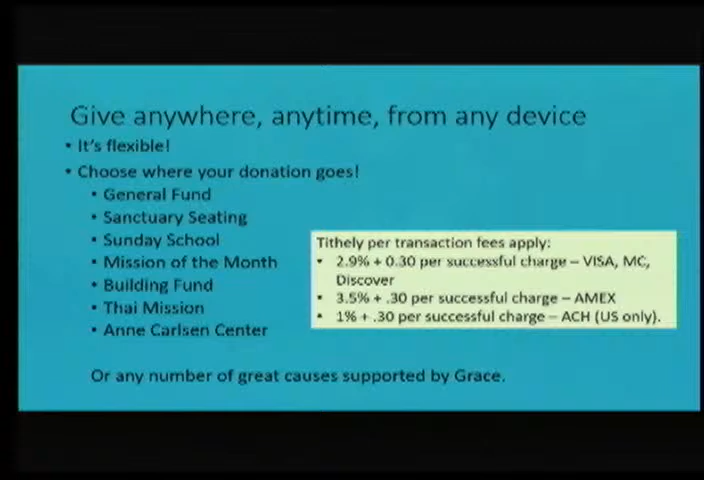 Give anywhere, anytime, from any device
• It's flexible!
• Choose where your donation goes!
• General Fund
• Sanctuary Seating
• Sunday School
• Mission of the Month
• Building Fund
• Thai Mission
• Anne Carlsen Center
Or any number of great causes supported by Grace.
Tithely per transaction fees apply:
• 2.9% + 0.30 per successful charge – VISA, MC,
Discover
• 3.5% + .30 per successful charge – AMEX
• 1% + .30 per successful charge – ACH (US only).